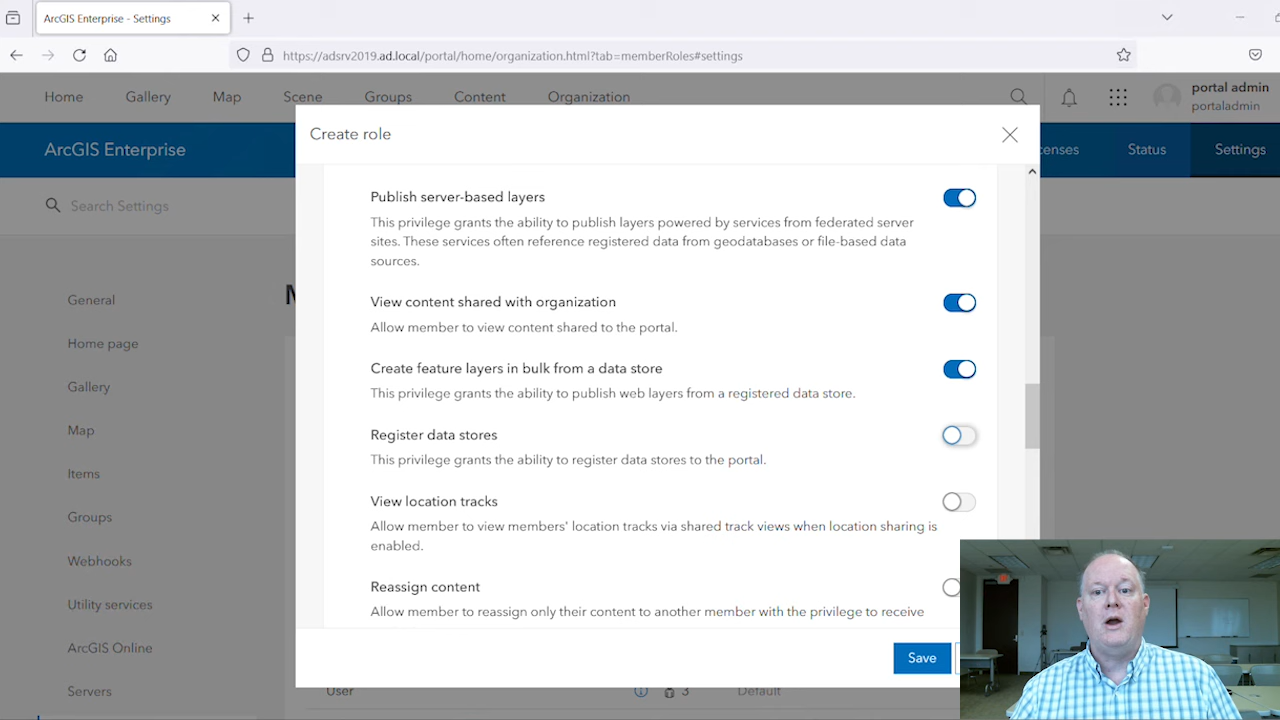 ArcGIS Enterprise - Settings
https://adsrv2019.ad.local/portal/home/organization.html?tab=memberRoles#settings
Home Gallery Map Scene Groups Content Organization
portal admin
portaladmin
ArcGIS Enterprise
Status Settings
Search Settings
General
Home page
Gallery
Map
Items
Groups
Webhooks
Utility services
ArcGIS Online
Servers
Create role
Publish server-based layers
This privilege grants the ability to publish layers powered by services from federated server
sites. These services often reference registered data from geodatabases or file-based data
sources.
View content shared with organization
Allow member to view content shared to the portal.
Create feature layers in bulk from a data store
This privilege grants the ability to publish web layers from a registered data store.
Register data stores
This privilege grants the ability to register data stores to the portal.
View location tracks
Allow member to view members' location tracks via shared track views when location sharing is
enabled.
Reassign content
Allow member to reassign only their content to another member with the privilege to receive
Save
User 3 Default